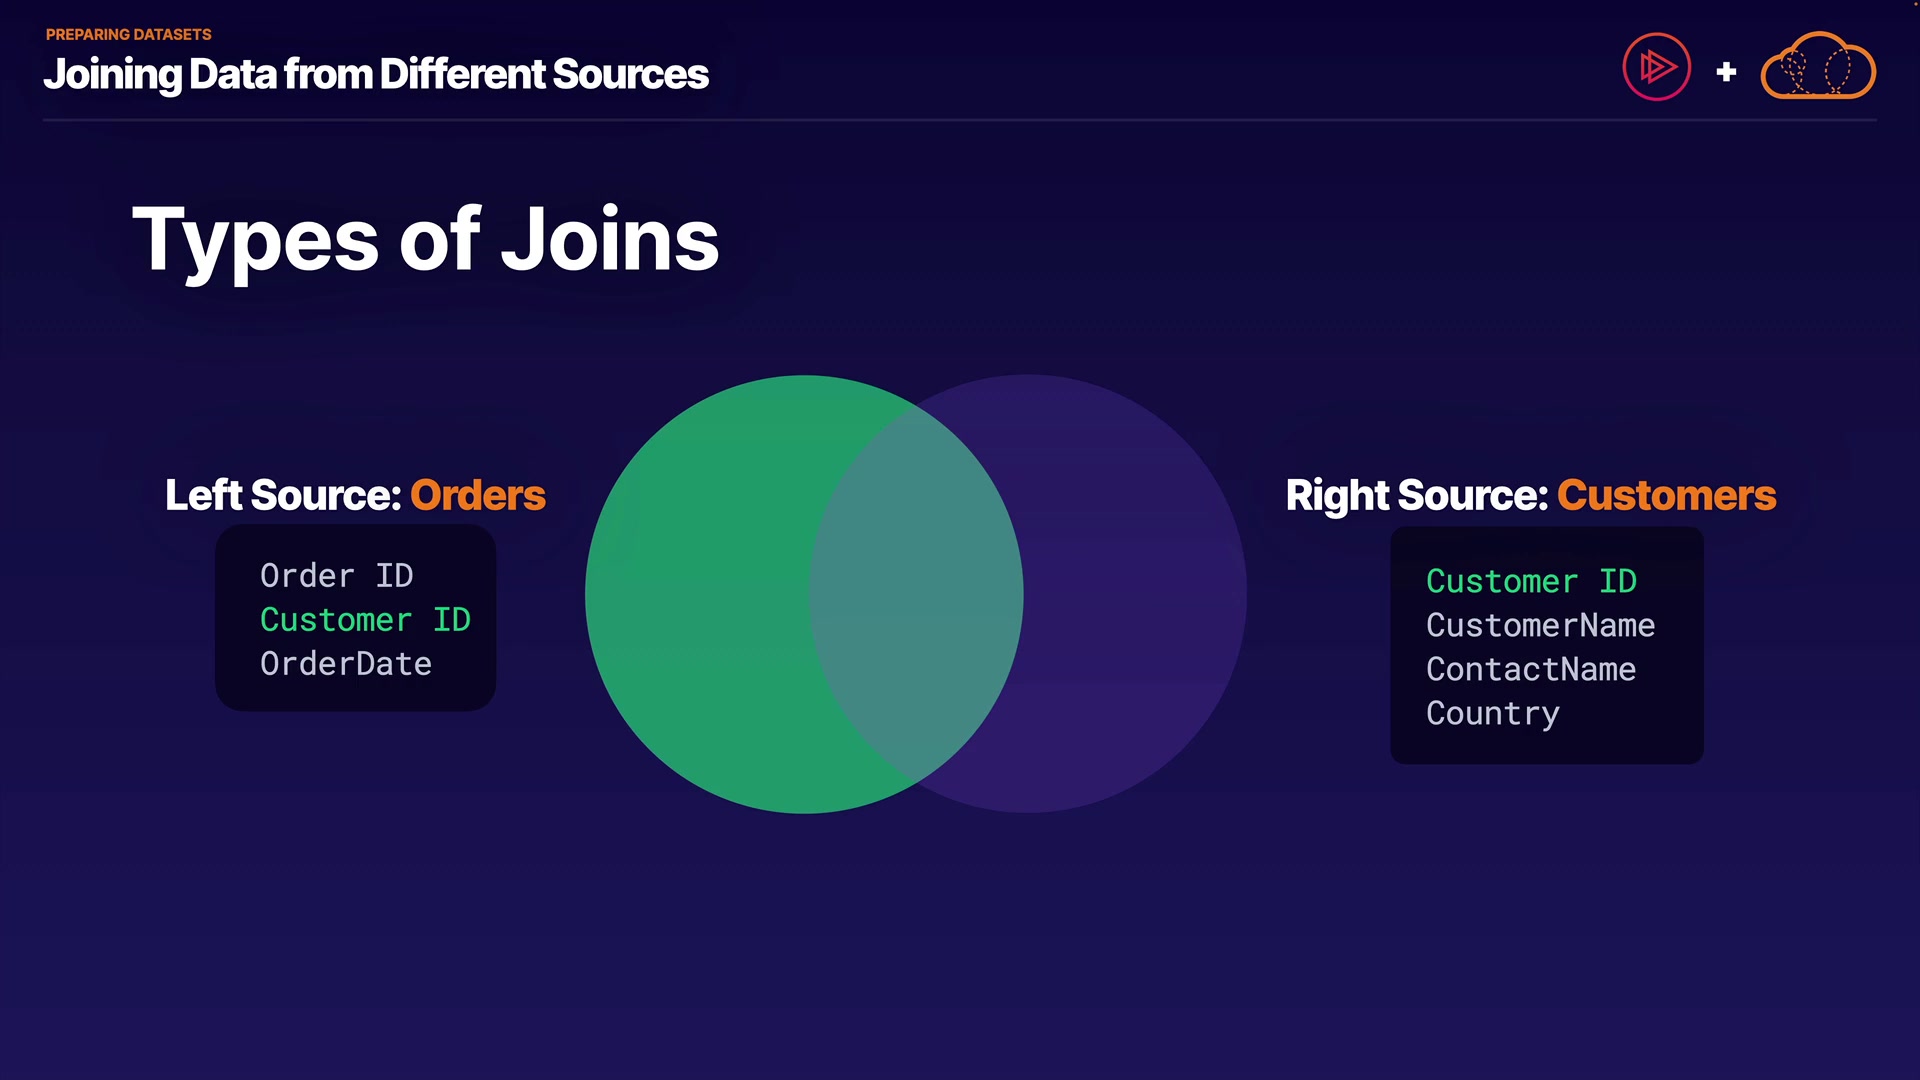 PREPARING DATASETS
Joining Data from Different Sources
+
Types of Joins
Left Source: Orders
Order ID
Customer ID
OrderDate
Right Source: Customers
Customer ID
CustomerName
ContactName
Country